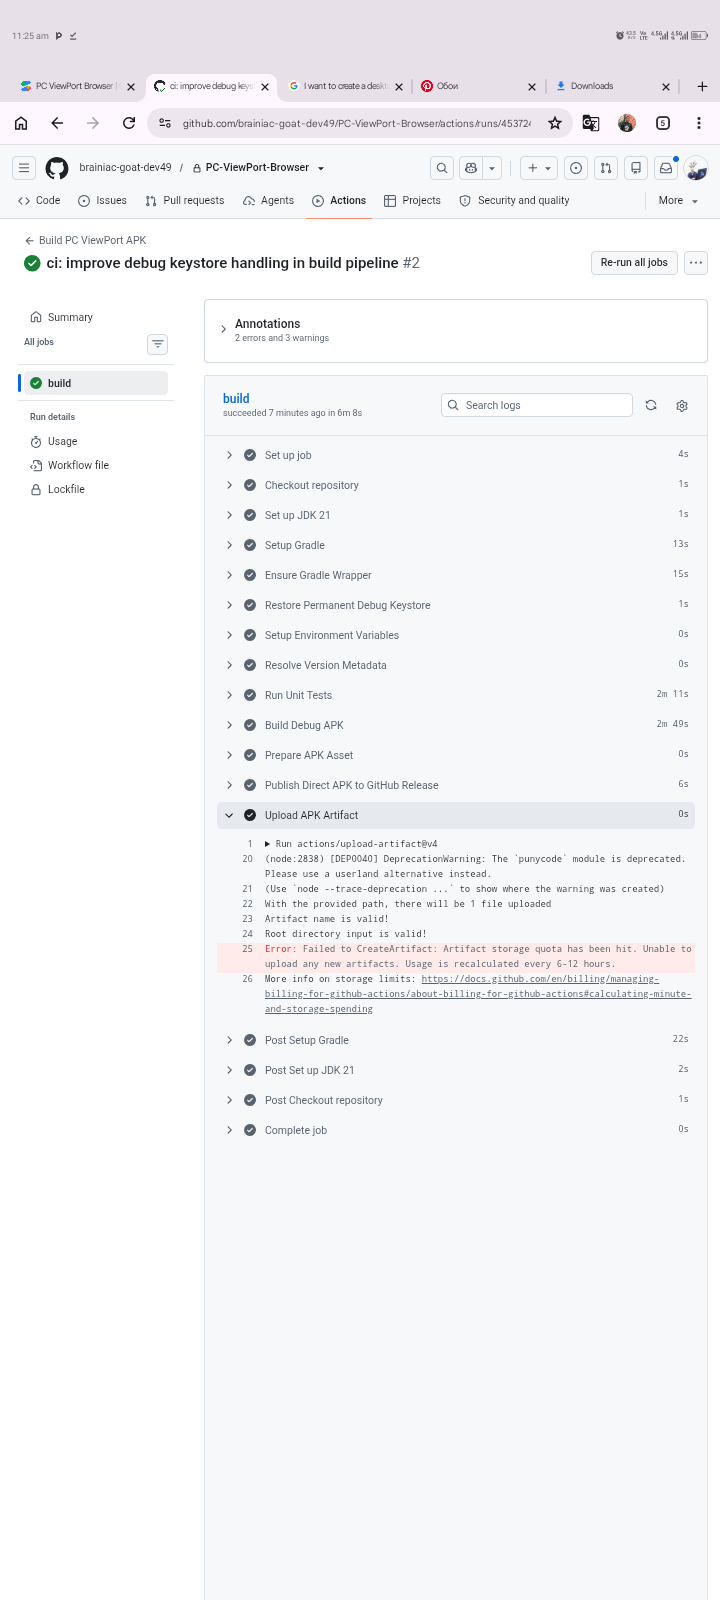 11:25 am
PC ViewPort Browser |
ci: improve debug keyst
I want to create a deskt
Обои
Downloads
github.com/brainiac-goat-dev49/PC-ViewPort-Browser/actions/runs/45372
5
brainiac-goat-dev49 / PC-ViewPort-Browser
Code
Issues
Pull requests
Agents
Actions
Projects
Security and quality
More
Build PC ViewPort APK
ci: improve debug keystore handling in build pipeline #2
Re-run all jobs
Summary
All jobs
build
Run details
Usage
Workflow file
Lockfile
Annotations
2 errors and 3 warnings
build
succeeded 7 minutes ago in 6m 8s
Search logs
Set up job 4s
Checkout repository 1s
Set up JDK 21 1s
Setup Gradle 13s
Ensure Gradle Wrapper 15s
Restore Permanent Debug Keystore 1s
Setup Environment Variables 0s
Resolve Version Metadata 0s
Run Unit Tests 2m 11s
Build Debug APK 2m 49s
Prepare APK Asset 0s
Publish Direct APK to GitHub Release 6s
Upload APK Artifact 0s
1 ▶ Run actions/upload-artifact@v4
20 (node:2838) [DEP0040] DeprecationWarning: The `punycode` module is deprecated.
Please use a userland alternative instead.
21 (Use `node --trace-deprecation ...` to show where the warning was created)
22 With the provided path, there will be 1 file uploaded
23 Artifact name is valid!
24 Root directory input is valid!
25 Error: Failed to CreateArtifact: Artifact storage quota has been hit. Unable to
upload any new artifacts. Usage is recalculated every 6-12 hours.
26 More info on storage limits: https://docs.github.com/en/billing/managing-
billing-for-github-actions/about-billing-for-github-actions#calculating-minute-
and-storage-spending
Post Setup Gradle 22s
Post Set up JDK 21 2s
Post Checkout repository 1s
Complete job 0s